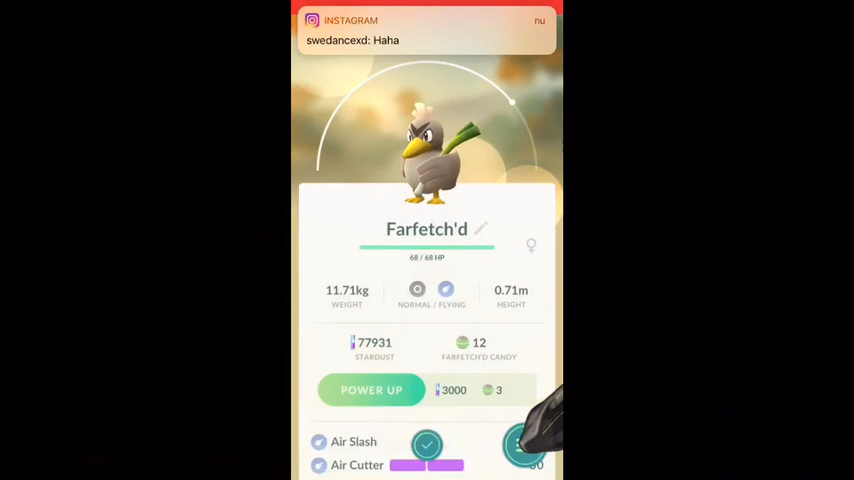 INSTAGRAM nu
swedancexd: Haha
Farfetch'd
68 / 68 HP
11.71kg 0.71m
WEIGHT NORMAL / FLYING HEIGHT
77931 12
STARDUST FARFETCH'D CANDY
POWER UP 3000 3
Air Slash
Air Cutter